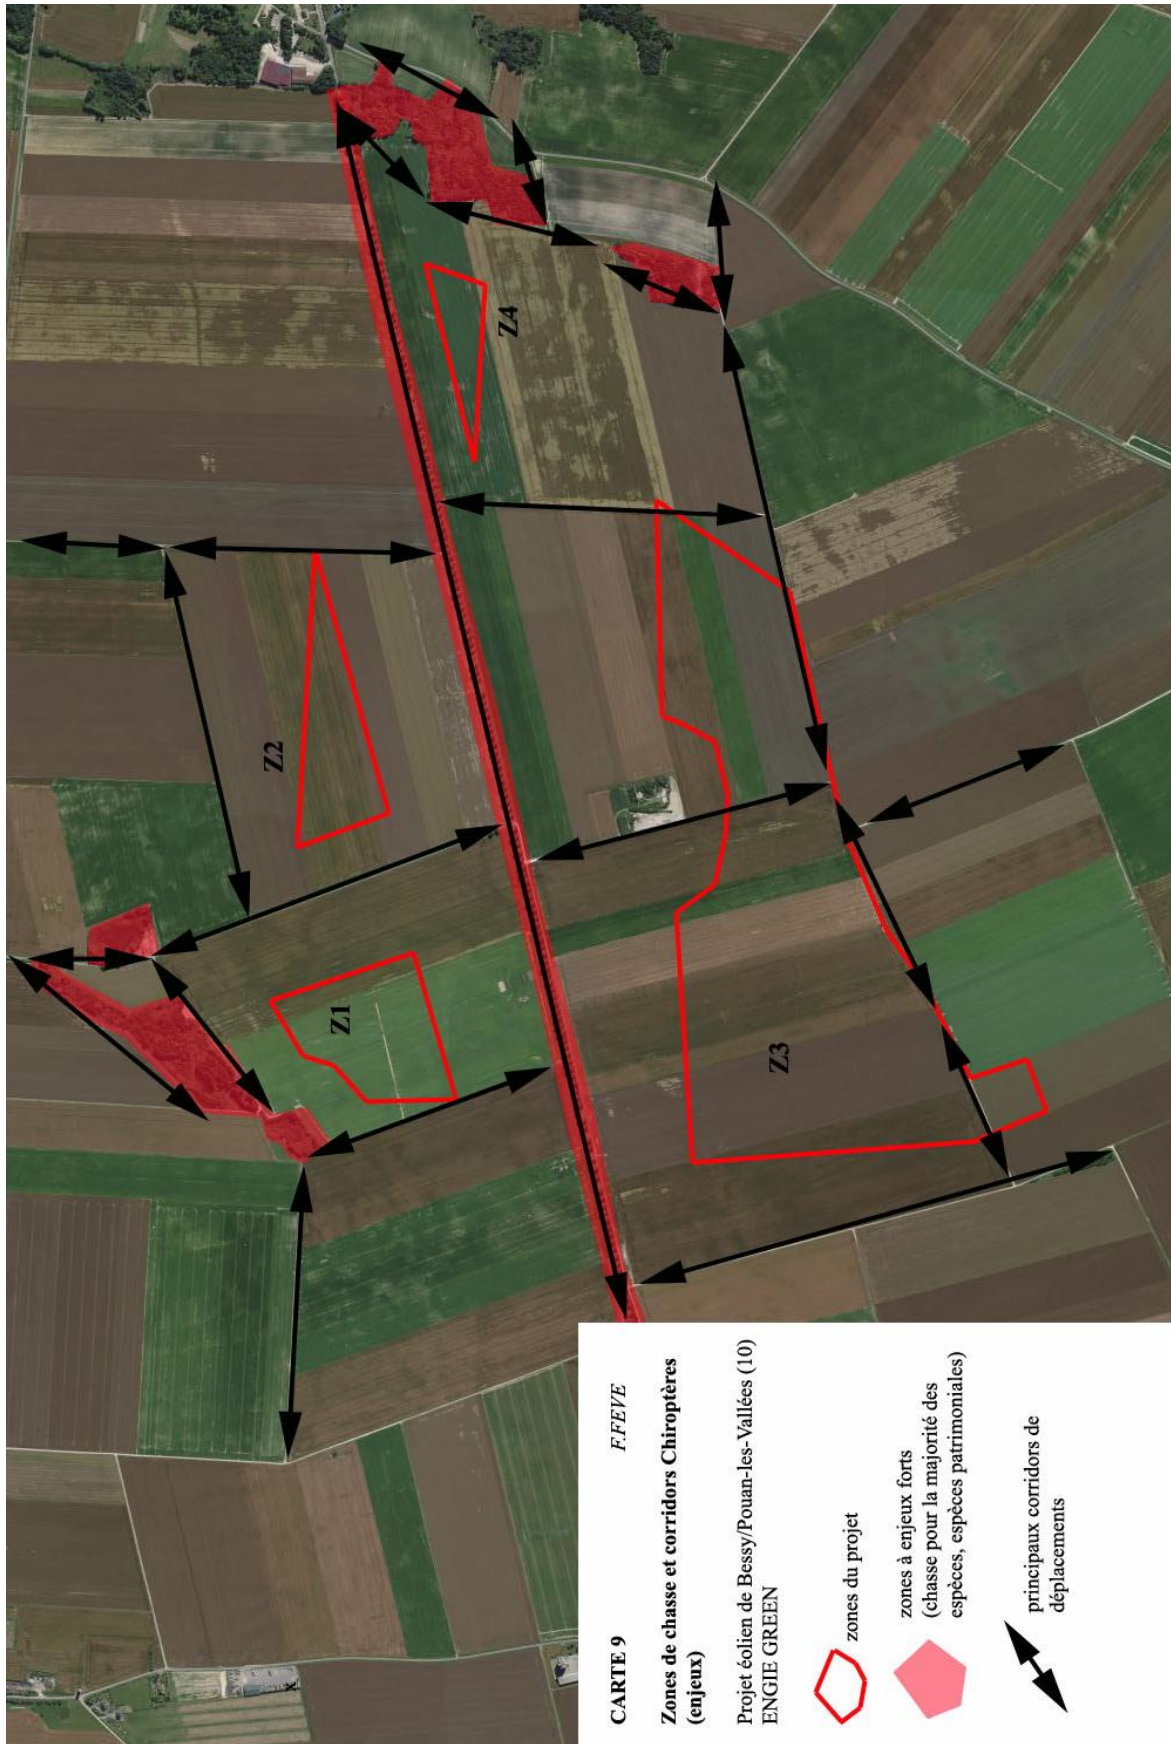 CARTE 9 F.FEVE
Zones de chasse et corridors Chiroptères
(enjeux)
Projet éolien de Bessy/Pouan-les-Vallées (10)
ENGIE GREEN
zones du projet
zones à enjeux forts
(chasse pour la majorité des
espèces, espèces patrimoniales)
principaux corridors de
déplacements
Z1
Z2
Z3
Z4